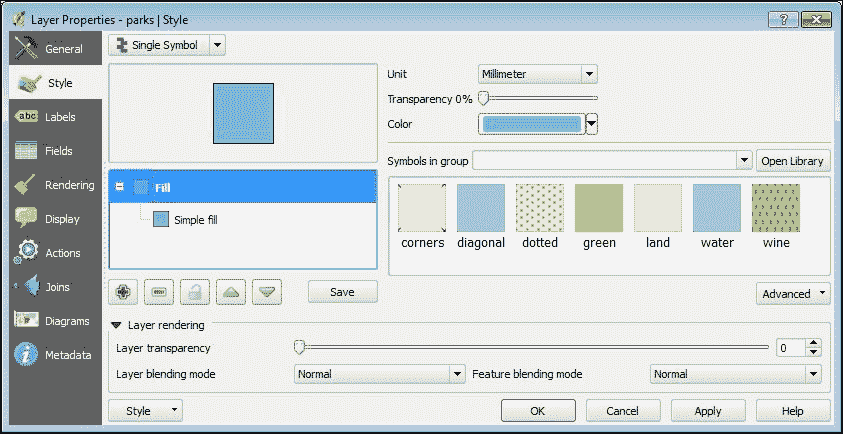 Layer Properties - parks | Style
General
Style
Labels
Fields
Rendering
Display
Actions
Joins
Diagrams
Metadata
Single Symbol
Fill
Simple fill
Save
Unit
Millimeter
Transparency 0%
Color
Symbols in group
Open Library
corners diagonal dotted green land water wine
Advanced
Layer rendering
Layer transparency
0
Layer blending mode
Normal
Feature blending mode
Normal
Style
OK
Cancel
Apply
Help
abc